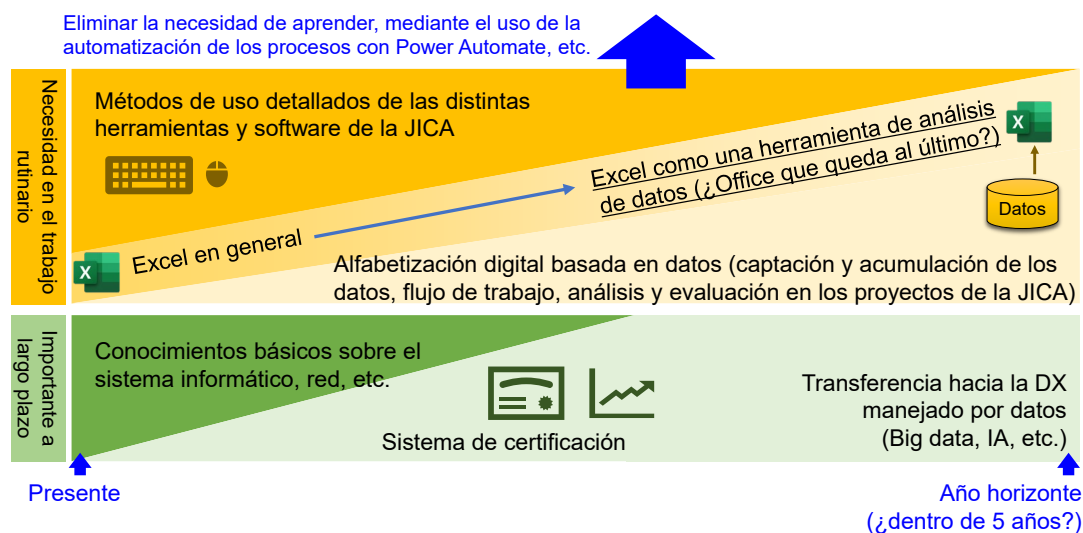 Eliminar la necesidad de aprender, mediante el uso de la
automatización de los procesos con Power Automate, etc.
Necesidad en el trabajo
rutinario
Métodos de uso detallados de las distintas
herramientas y software de la JICA
Excel como una herramienta de análisis
de datos (¿Office que queda al último?)
X
Datos
X
Excel en general
Alfabetización digital basada en datos (captación y acumulación de los
datos, flujo de trabajo, análisis y evaluación en los proyectos de la JICA)
Importante a
largo plazo
Conocimientos básicos sobre el
sistema informático, red, etc.
Sistema de certificación
Transferencia hacia la DX
manejado por datos
(Big data, IA, etc.)
Presente
Año horizonte
(¿dentro de 5 años?)